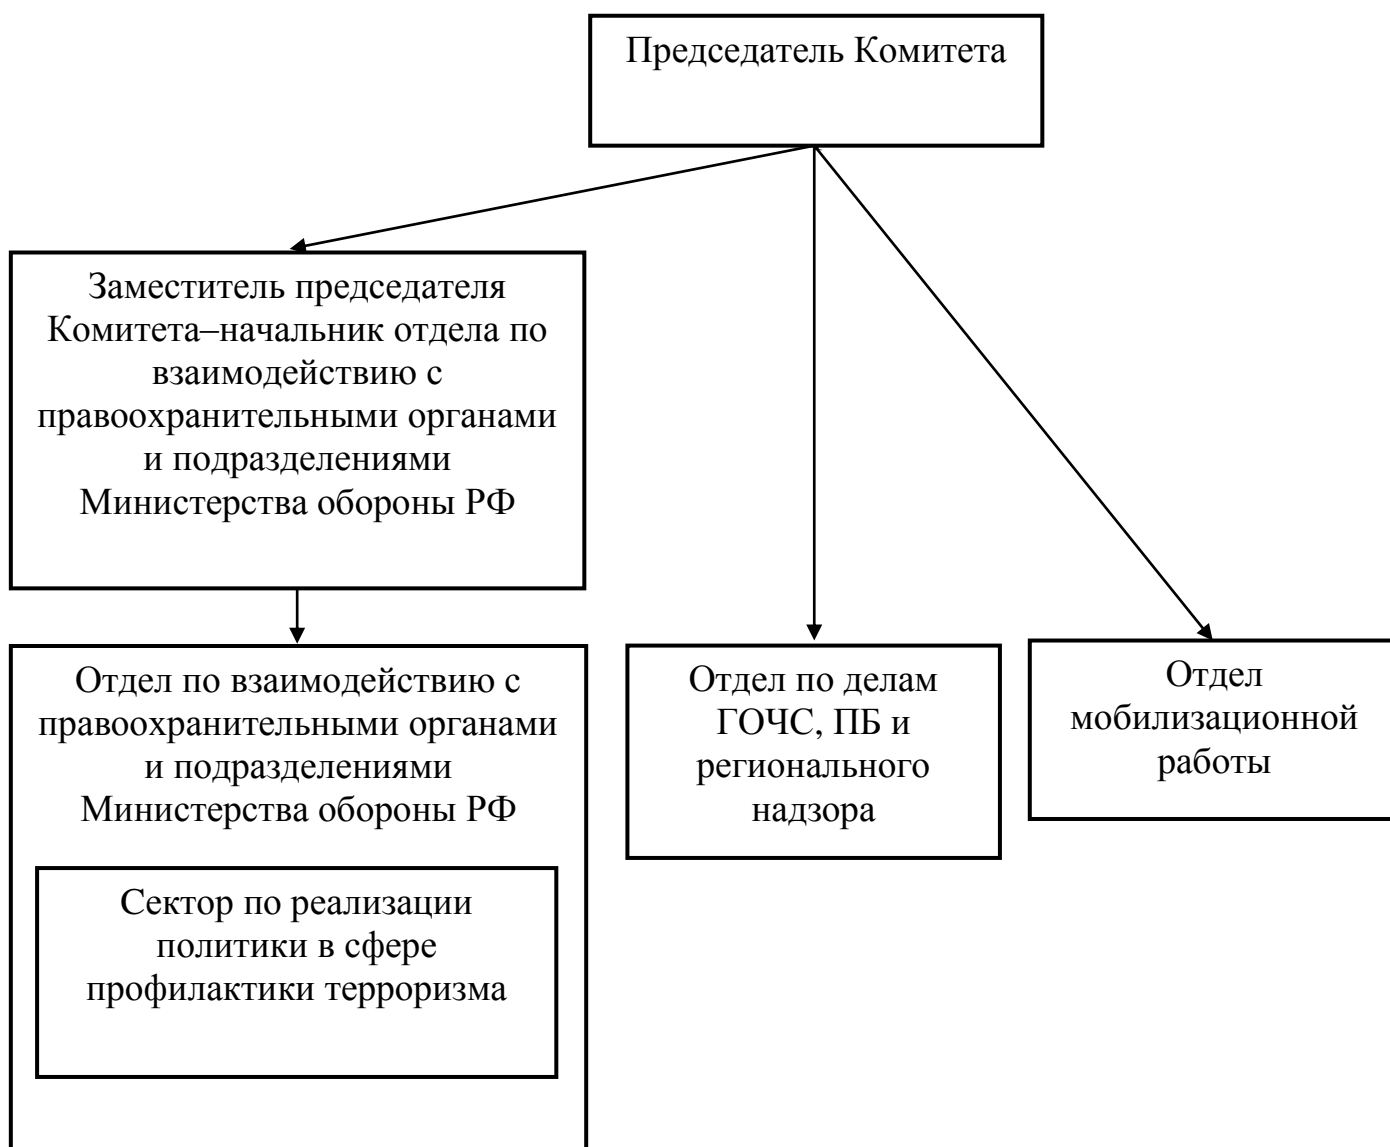 Председатель Комитета
Заместитель председателя
Комитета–начальник отдела по
взаимодействию с
правоохранительными органами
и подразделениями
Министерства обороны РФ
Отдел по взаимодействию с
правоохранительными органами
и подразделениями
Министерства обороны РФ
Сектор по реализации
политики в сфере
профилактики терроризма
Отдел по делам
ГОЧС, ПБ и
регионального
надзора
Отдел
мобилизационной
работы